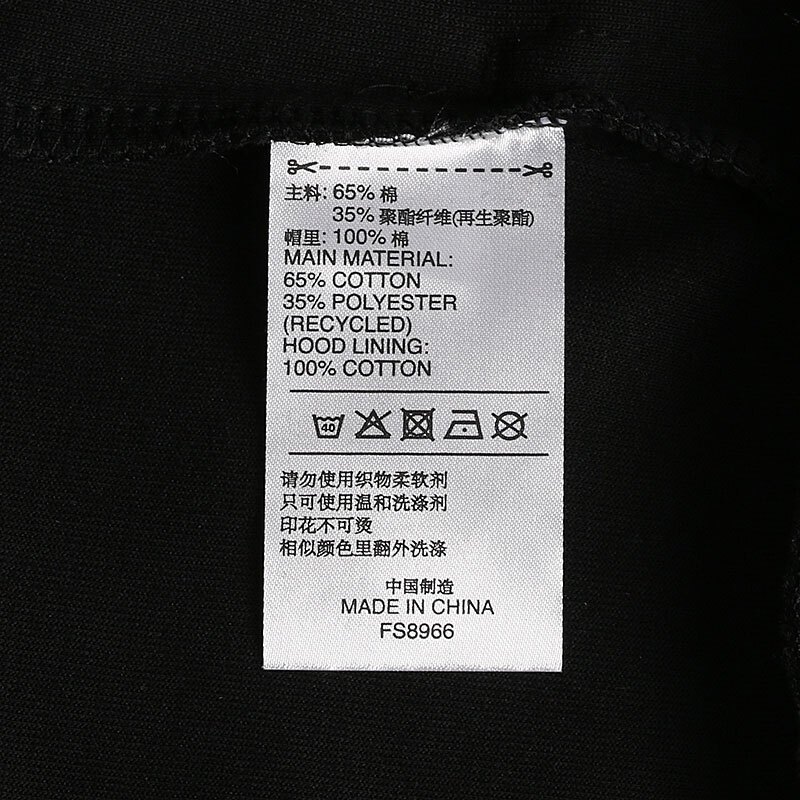 主料: 65% 棉
35% 聚酯纤维(再生聚酯)
帽里: 100% 棉
MAIN MATERIAL:
65% COTTON
35% POLYESTER
(RECYCLED)
HOOD LINING:
100% COTTON
40
请勿使用织物柔软剂
只可使用温和洗涤剂
印花不可烫
相似颜色里翻外洗涤
中国制造
MADE IN CHINA
FS8966